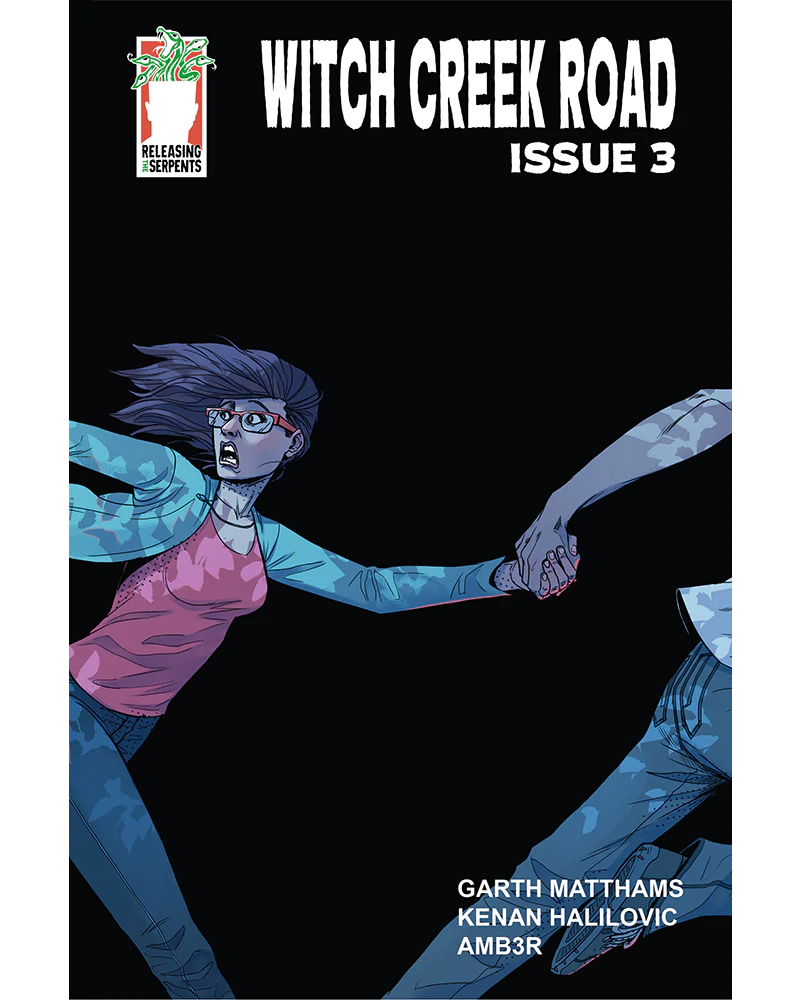 RELEASING
THE SERPENTS
WITCH CREEK ROAD
ISSUE 3
GARTH MATTHAMS
KENAN HALILOVIC
AMB3R